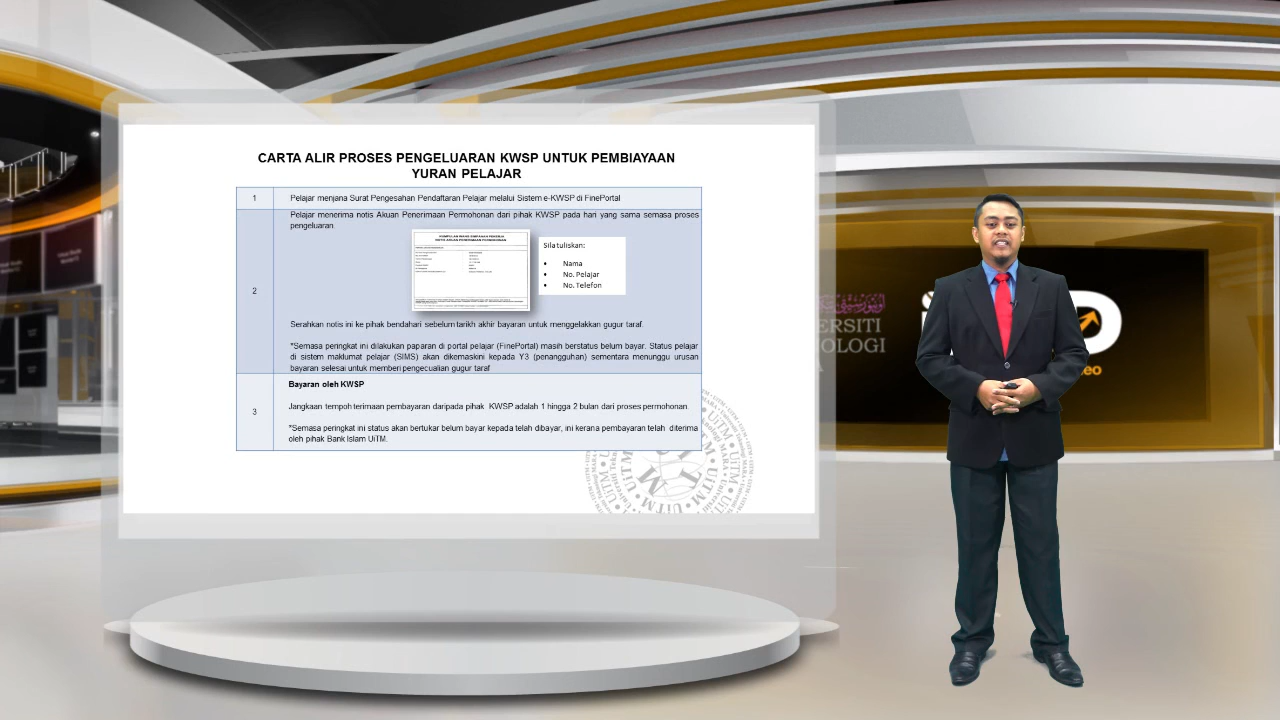 CARTA ALIR PROSES PENGELUARAN KWSP UNTUK PEMBIAYAAN
YURAN PELAJAR
1
Pelajar menjana Surat Pengesahan Pendaftaran Pelajar melalui Sistem e-KWSP di FinePortal
2
Pelajar menerima notis Akuan Penerimaan Permohonan dari pihak KWSP pada hari yang sama semasa proses
pengeluaran
Sila tuliskan:
• Nama
• No. Pelajar
• No. Telefon
Serahkan notis ini ke pihak bendahari sebelum tarikh akhir bayaran untuk menggelakkan gugur taraf.
*Semasa peringkat ini dilakukan paparan di portal pelajar (FinePortal) masih berstatus belum bayar. Status pelajar
di sistem maklumat pelajar (SIMS) akan dikemaskini kepada Y3 (penangguhan) sementara menunggu urusan
bayaran selesai untuk memberi pengecualian gugur taraf
3
Bayaran oleh KWSP
Jangkaan tempoh terimaan pembayaran daripada pihak KWSP adalah 1 hingga 2 bulan dari proses permohonan.
*Semasa peringkat ini status akan bertukar belum bayar kepada telah dibayar, ini kerana pembayaran telah diterima
oleh pihak Bank Islam UiTM.
UiTM
ERSITI
OLOGI